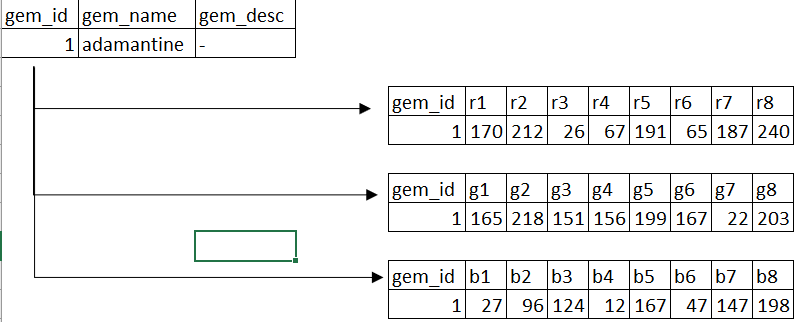 gem_id gem_name gem_desc
1 adamantine -
gem_id r1 r2 r3 r4 r5 r6 r7 r8
1 170 212 26 67 191 65 187 240
gem_id g1 g2 g3 g4 g5 g6 g7 g8
1 165 218 151 156 199 167 22 203
gem_id b1 b2 b3 b4 b5 b6 b7 b8
1 27 96 124 12 167 47 147 198